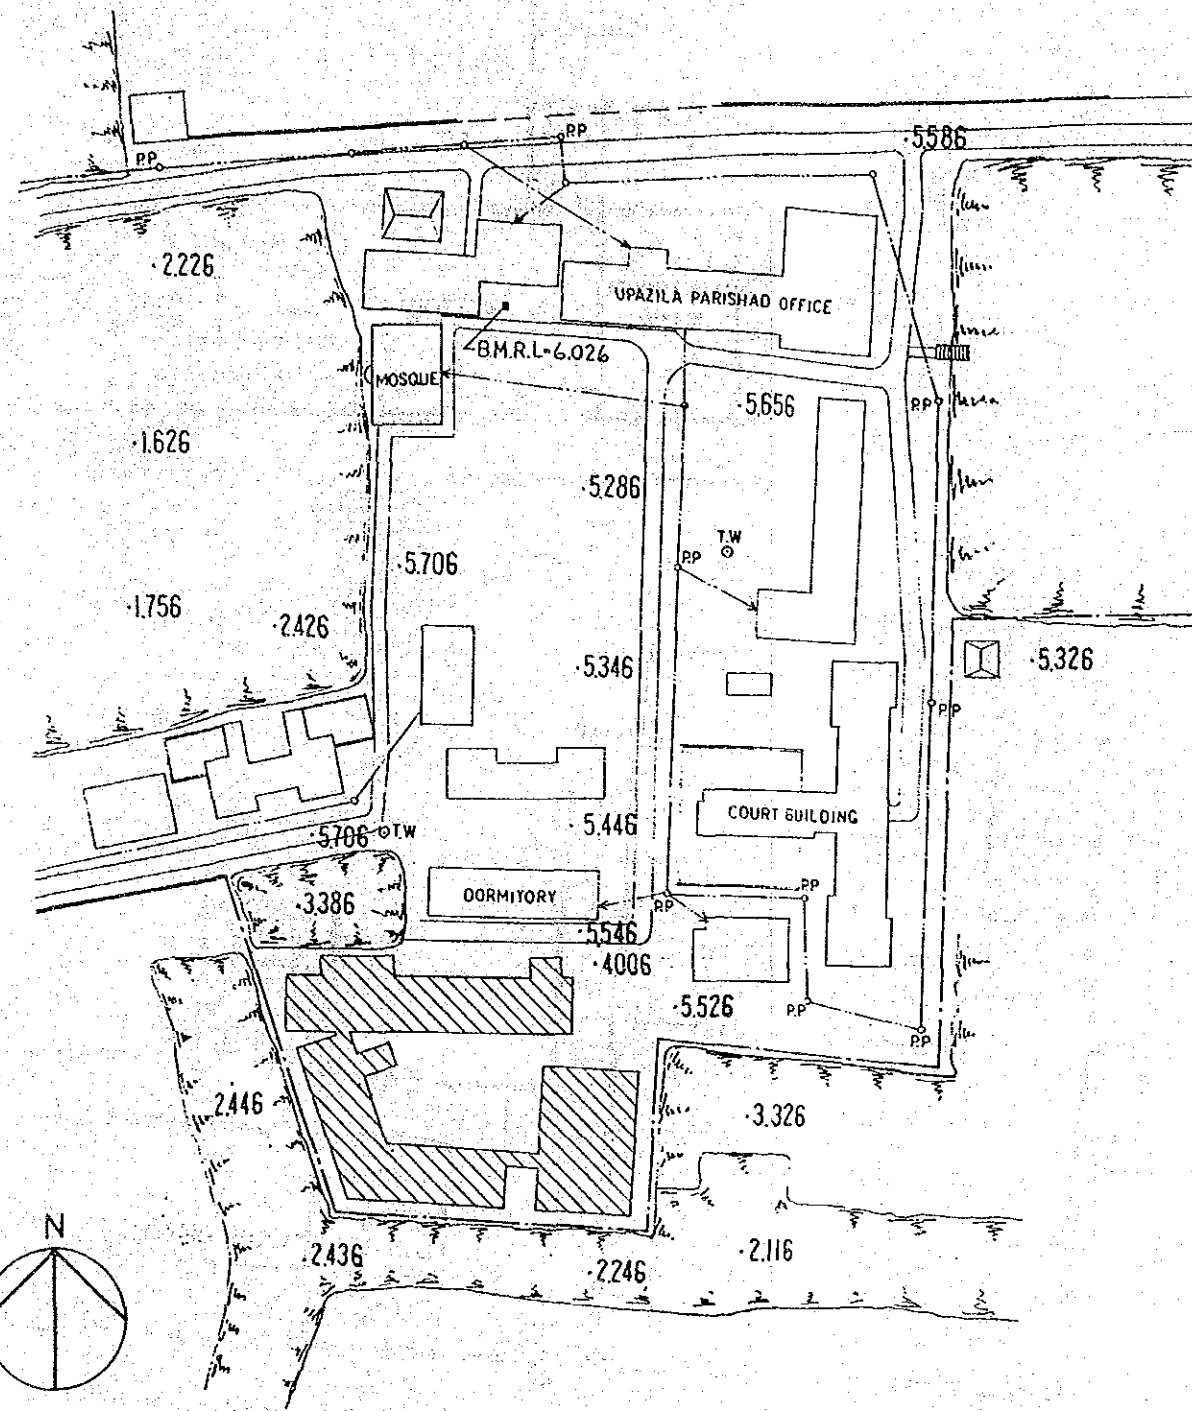 P.P
·5.586
P.P
·2.226
UPAZILA PARISHAD OFFICE
B.M.R.L=6.026
MOSQUE
·5.656
P.P
·1.626
·5.286
T.W
P.P
·5.706
·1.756
·2.426
·5.346
·5.326
P.P
COURT BUILDING
·5.446
·5.706
T.W
P.P
DORMITORY
P.P
·3.386
·5.546
·4006
·5.526
P.P
P.P
2.446
·3.326
N
·2.436
·2.116
·2.246